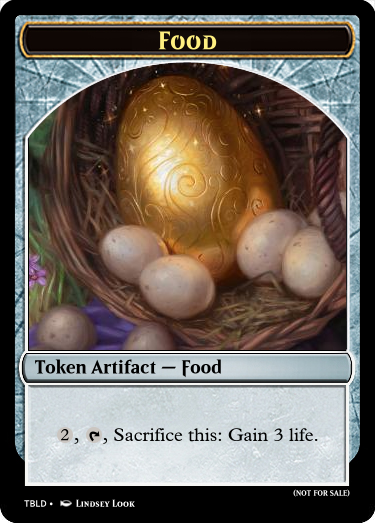 Food
Token Artifact — Food
2, , Sacrifice this: Gain 3 life.
(NOT FOR SALE)
TBLD • Lindsey Look